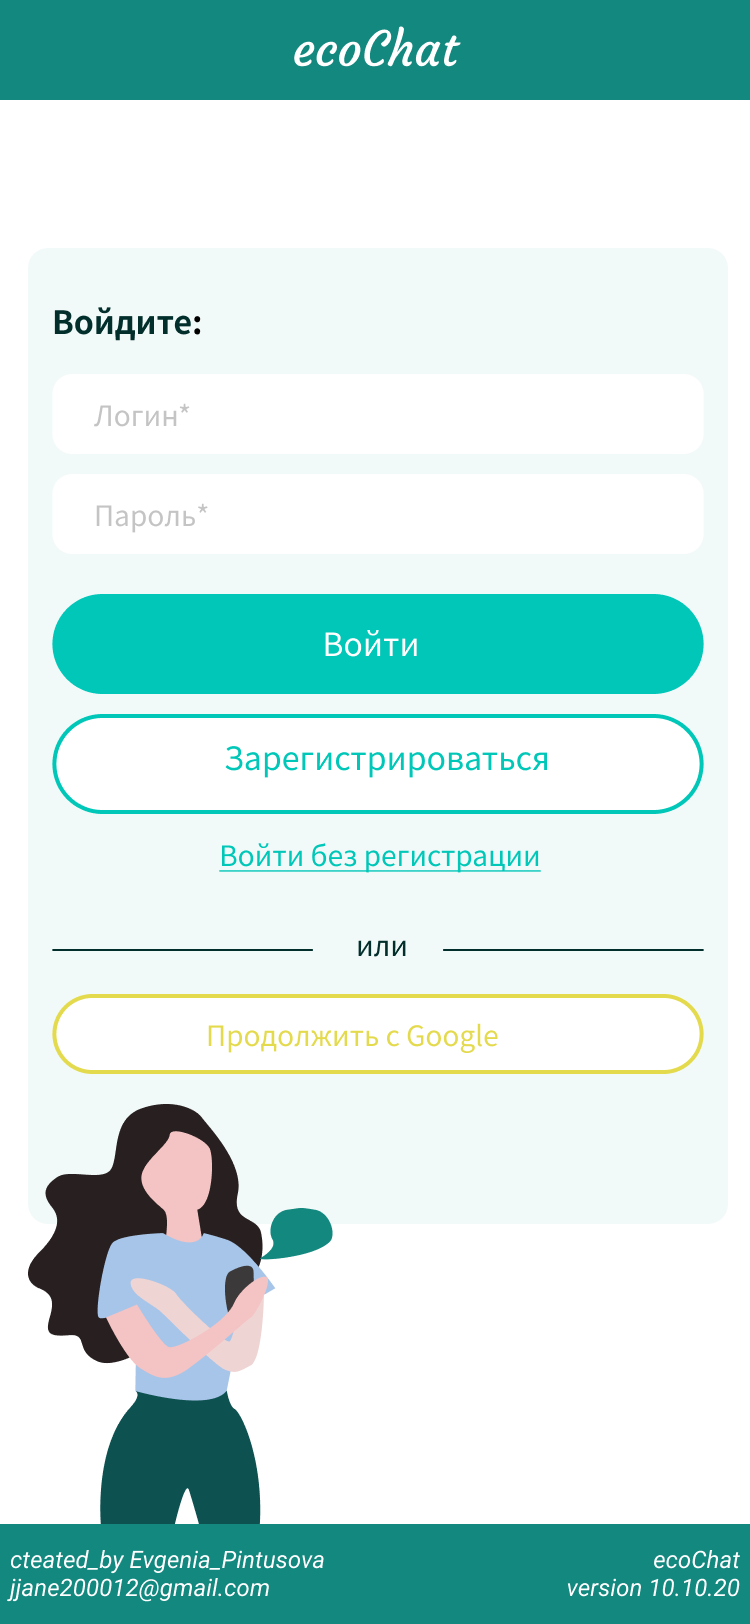 ecoChat
Войдите:
Логин*
Пароль*
Войти
Зарегистрироваться
Войти без регистрации
или
Продолжить с Google
cteated_by Evgenia_Pintusova
jjane200012@gmail.com
ecoChat
version 10.10.20